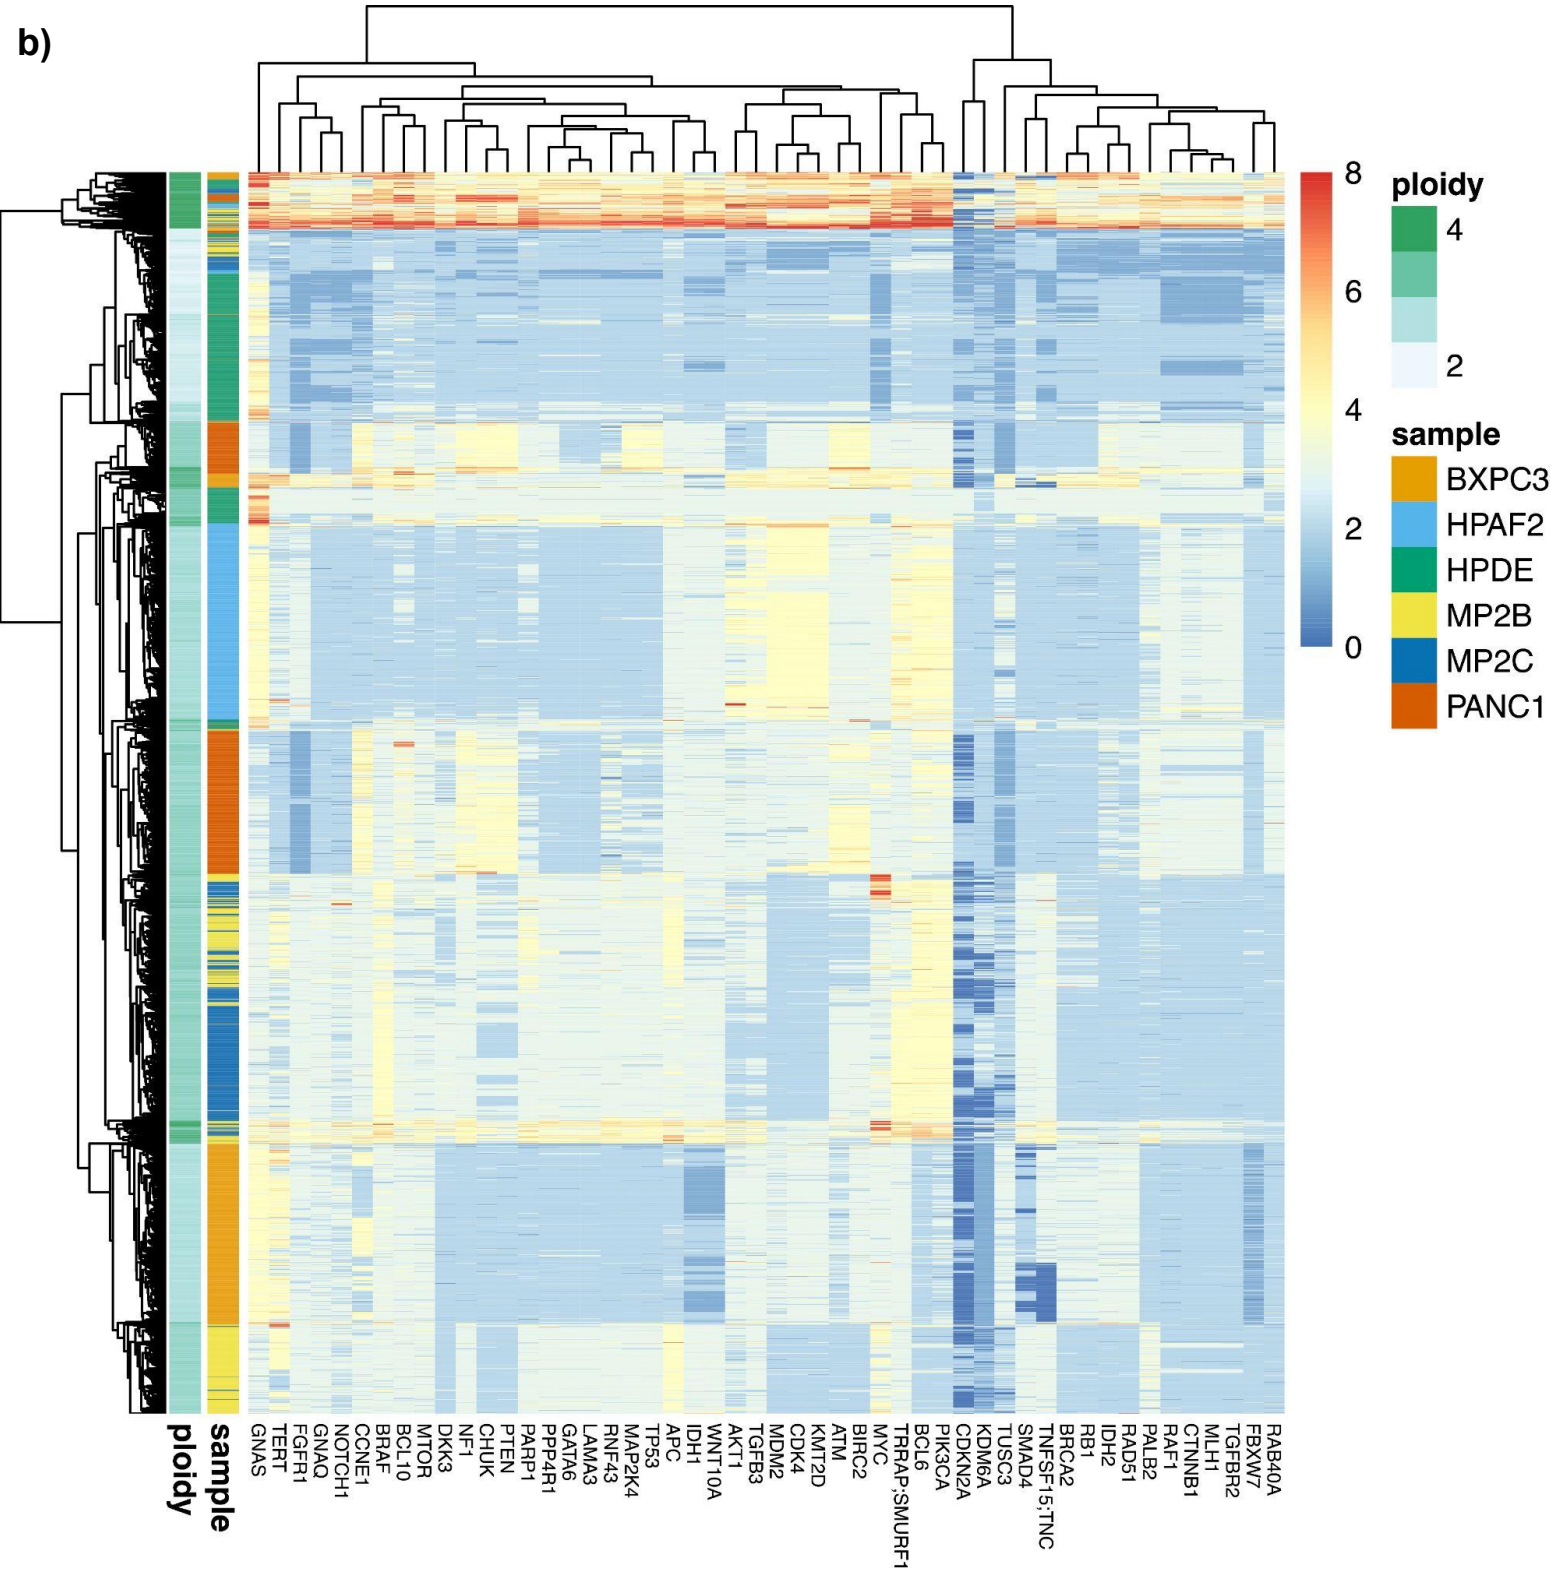 b)
8
6
4
2
0
ploidy
4
2
sample
BXPC3
HPAF2
HPDE
MP2B
MP2C
PANC1
ploidy
sample
GNAS
TERT
FGFR1
GNAQ
NOTCH1
CCNE1
BRAF
BCL10
MTOR
DKK3
NF1
CHUK
PTEN
PARP1
PPP4R1
GATA6
LAMA3
RNF43
MAP2K4
TP53
APC
IDH1
WNT10A
AKT1
TGFB3
MDM2
CDK4
KMT2D
ATM
BIRC2
MYC
TRRAP;SMURF1
BCL6
PIK3CA
CDKN2A
KDM6A
TUSC3
SMAD4
TNFSF15;TNC
BRCA2
RB1
IDH2
RAD51
PALB2
RAF1
CTNNB1
MLH1
TGFBR2
FBXW7
RAB40A